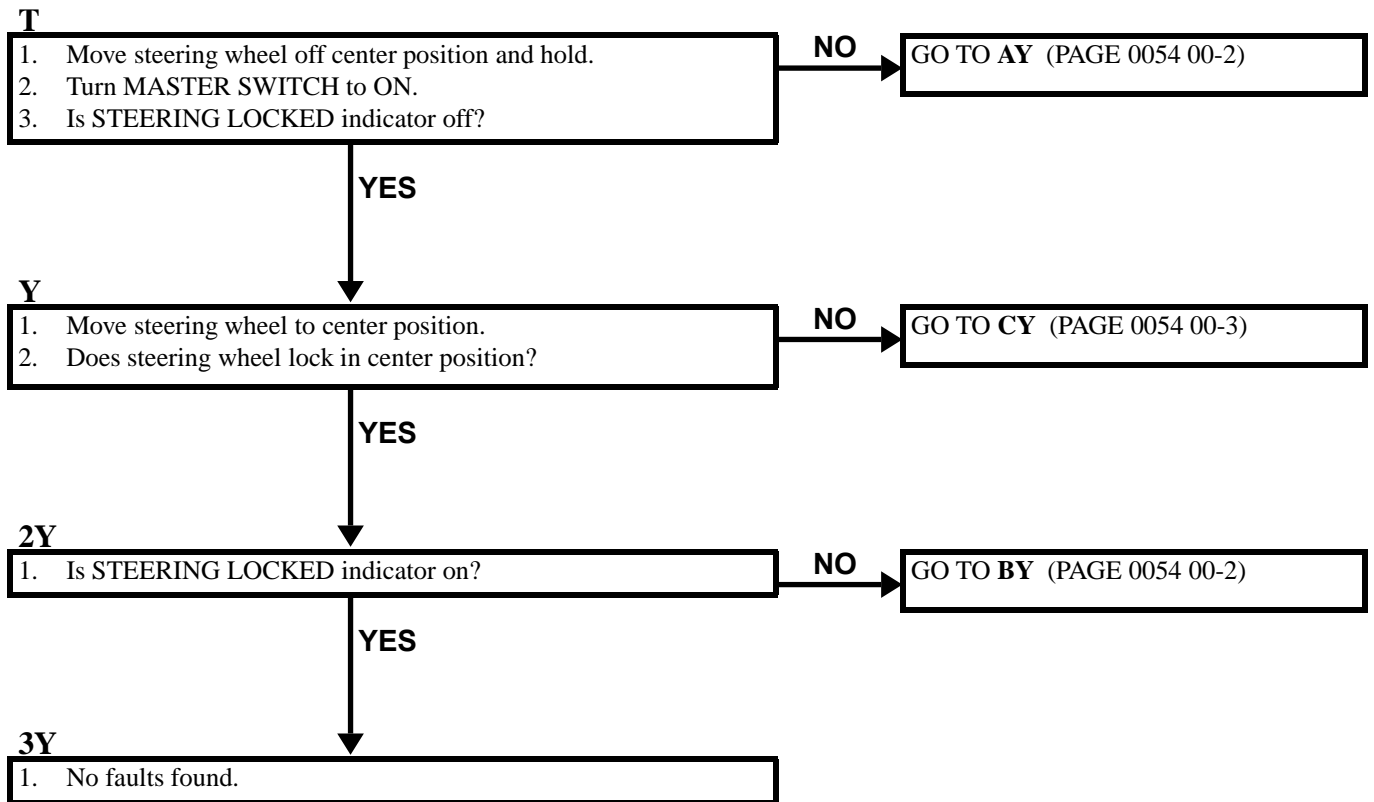 T
1. Move steering wheel off center position and hold.
2. Turn MASTER SWITCH to ON.
3. Is STEERING LOCKED indicator off?
NO
GO TO AY (PAGE 0054 00-2)
YES
Y
1. Move steering wheel to center position.
2. Does steering wheel lock in center position?
NO
GO TO CY (PAGE 0054 00-3)
YES
2Y
1. Is STEERING LOCKED indicator on?
NO
GO TO BY (PAGE 0054 00-2)
YES
3Y
1. No faults found.